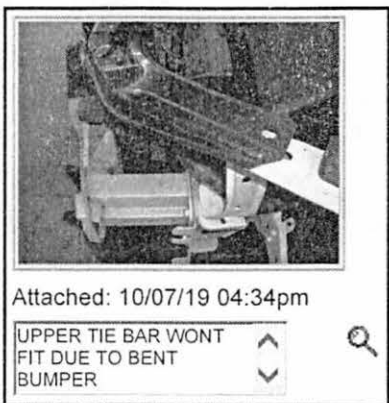 Attached: 10/07/19 04:34pm
UPPER TIE BAR WONT
FIT DUE TO BENT
BUMPER